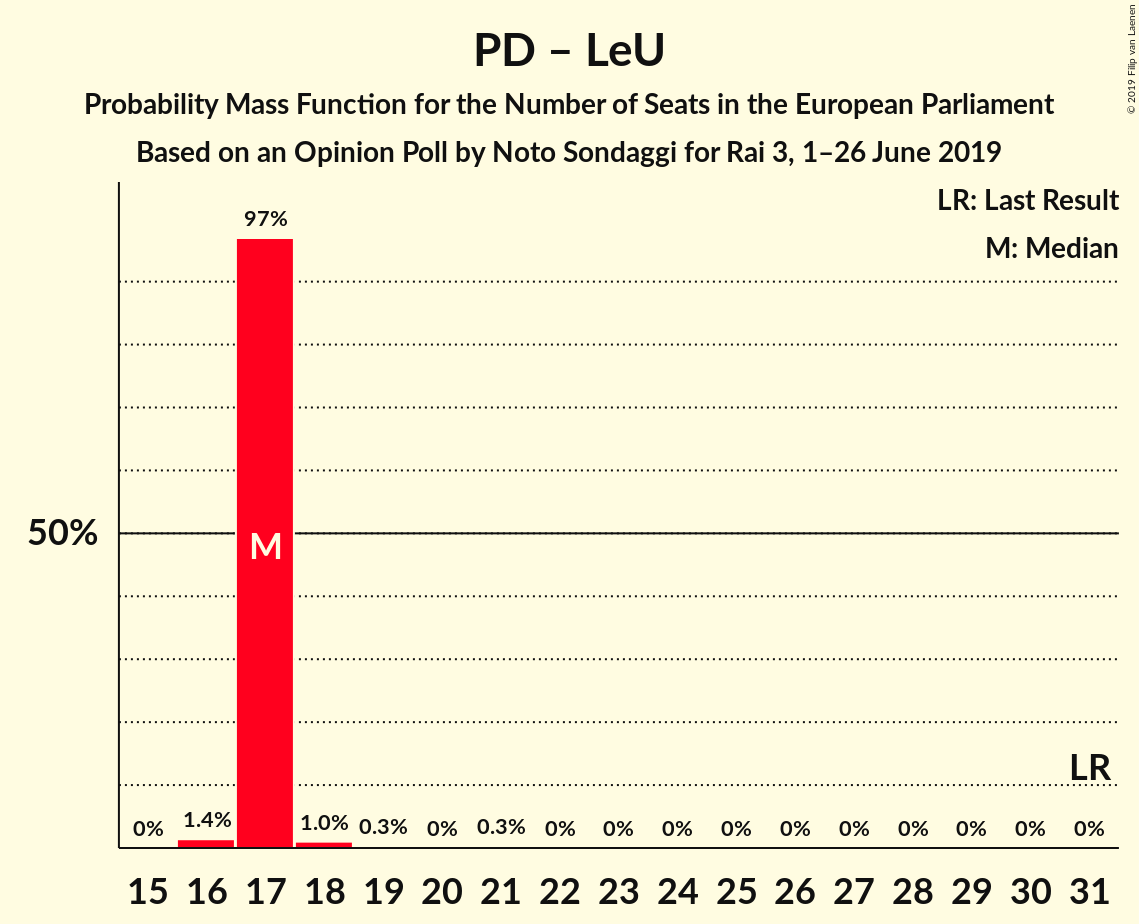 PD – LeU
Probability Mass Function for the Number of Seats in the European Parliament
Based on an Opinion Poll by Noto Sondaggi for Rai 3, 1–26 June 2019
© 2019 Filip van Laenen
LR: Last Result
M: Median
97%
50%
M
LR
0% 1.4% 1.0% 0.3% 0% 0.3% 0% 0% 0% 0% 0% 0% 0% 0% 0% 0%
15 16 17 18 19 20 21 22 23 24 25 26 27 28 29 30 31